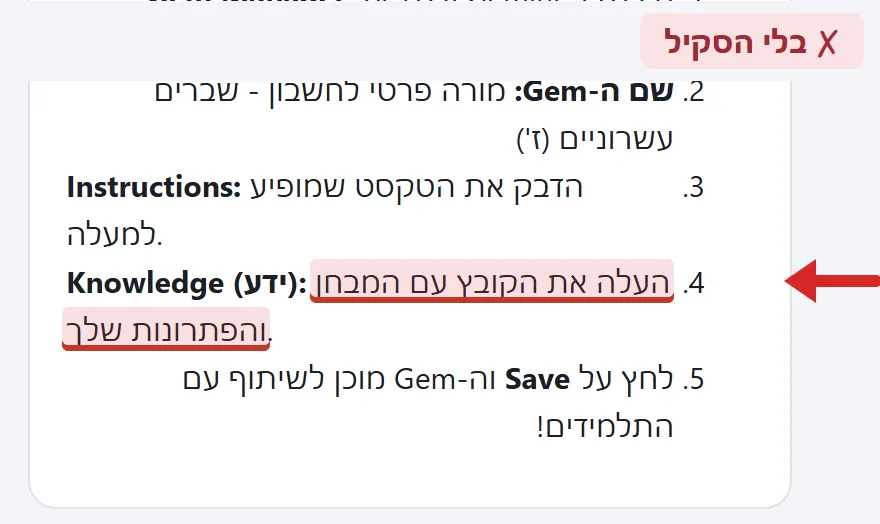 ✗ בלי הסקיל
2. שם ה-Gem: מורה פרטי לחשבון - שברים
עשרוניים (ז')
3. Instructions: הדבק את הטקסט שמופיע
למעלה.
4. Knowledge (ידע): העלה את הקובץ עם המבחן
והפתרונות שלך.
5. לחץ על Save וה-Gem מוכן לשיתוף עם
התלמידים!